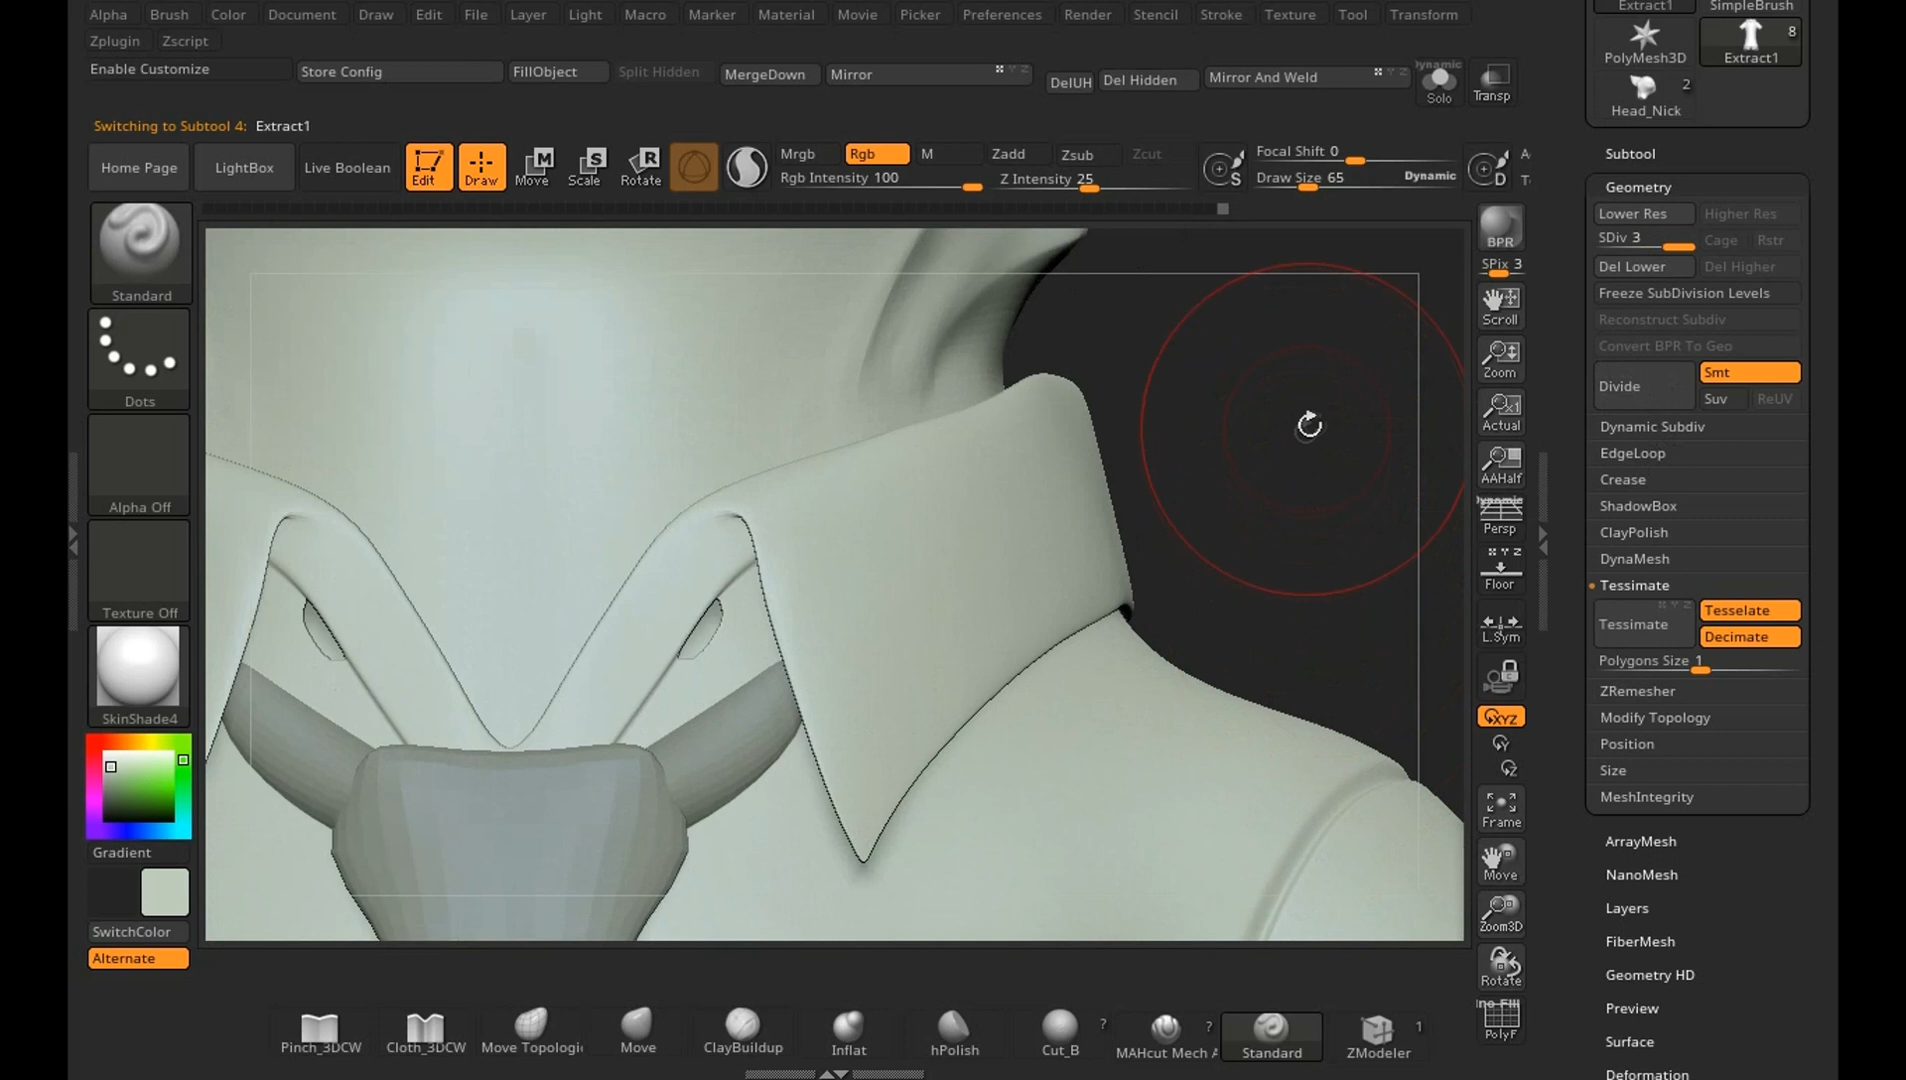 Alpha Brush Color Document Draw Edit File Layer Light Macro Marker Material Movie Picker Preferences Render Stencil Stroke Texture Tool Transform
Zplugin Zscript
Enable Customize Store Config FillObject Split Hidden MergeDown Mirror DelUH Del Hidden Mirror And Weld
Dynamic
Solo Transp
Switching to Subtool 4: Extract1
Home Page LightBox Live Boolean Edit Draw Move Scale Rotate
Mrgb Rgb M Zadd Zsub Zcut
Rgb Intensity 100 Z Intensity 25
Focal Shift 0
Draw Size 65 Dynamic
Standard
Dots
Alpha Off
Texture Off
SkinShade4
Gradient
SwitchColor
Alternate
BPR
SPix 3
Scroll
Zoom
Actual
AAHalf
Dynamic
Persp
Floor
L.Sym
XYZ
Frame
Move
Zoom3D
Rotate
PolyF
Extract1 SimpleBrush
8
PolyMesh3D Extract1
2
Head_Nick
Subtool
Geometry
Lower Res Higher Res
SDiv 3 Cage Rstr
Del Lower Del Higher
Freeze SubDivision Levels
Reconstruct Subdiv
Convert BPR To Geo
Divide Smt
Suv ReUV
Dynamic Subdiv
EdgeLoop
Crease
ShadowBox
ClayPolish
DynaMesh
Tessimate
Tessimate Tesselate
Decimate
Polygons Size 1
ZRemesher
Modify Topology
Position
Size
MeshIntegrity
ArrayMesh
NanoMesh
Layers
FiberMesh
Geometry HD
Preview
Surface
Deformation
Pinch_3DCW Cloth_3DCW Move Topologi Move ClayBuildup Inflat hPolish Cut_B ? MAHcut Mech A ? Standard ZModeler 1